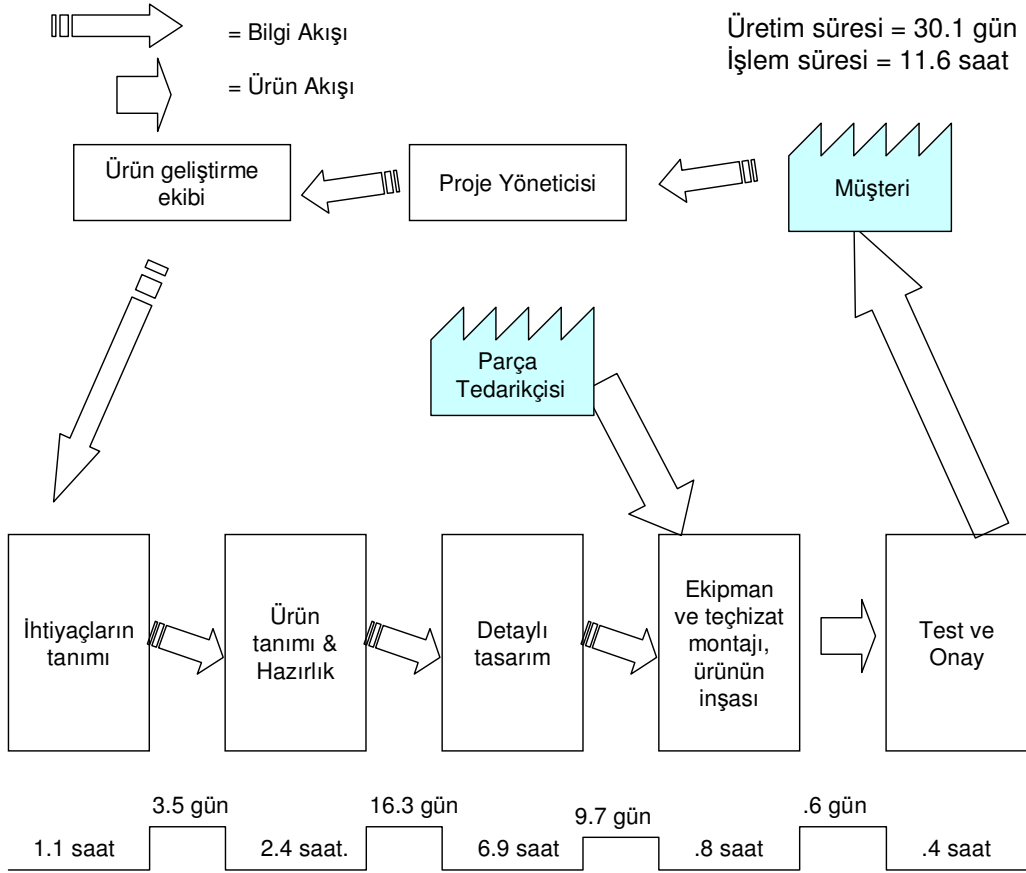 = Bilgi Akışı
= Ürün Akışı
Üretim süresi = 30.1 gün
İşlem süresi = 11.6 saat
Ürün geliştirme
ekibi
Proje Yöneticisi
Müşteri
Parça
Tedarikçisi
İhtiyaçların
tanımı
Ürün
tanımı &
Hazırlık
Detaylı
tasarım
Ekipman
ve teçhizat
montajı,
ürünün
inşası
Test ve
Onay
3.5 gün
16.3 gün
9.7 gün
.6 gün
1.1 saat
2.4 saat.
6.9 saat
.8 saat
.4 saat